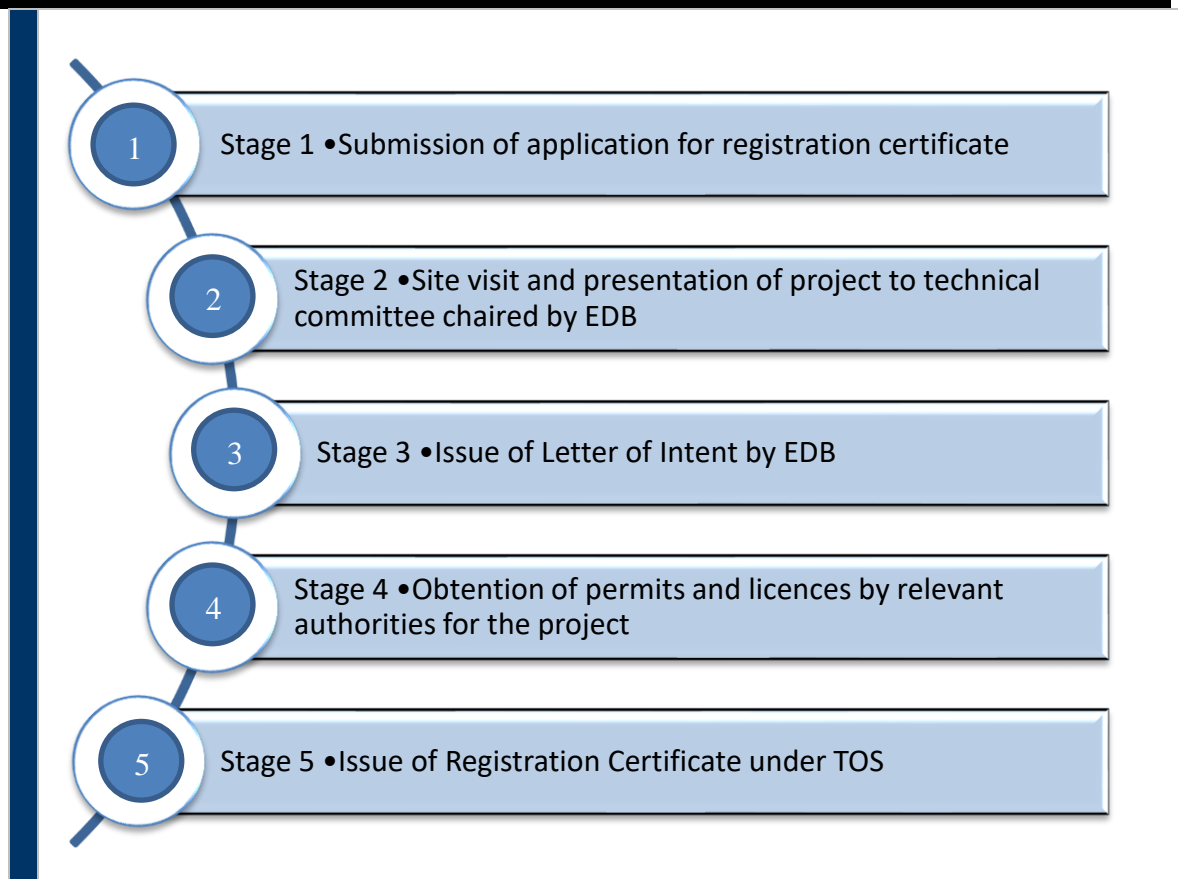 1
Stage 1 •Submission of application for registration certificate
2
Stage 2 •Site visit and presentation of project to technical
committee chaired by EDB
3
Stage 3 •Issue of Letter of Intent by EDB
4
Stage 4 •Obtention of permits and licences by relevant
authorities for the project
5
Stage 5 •Issue of Registration Certificate under TOS